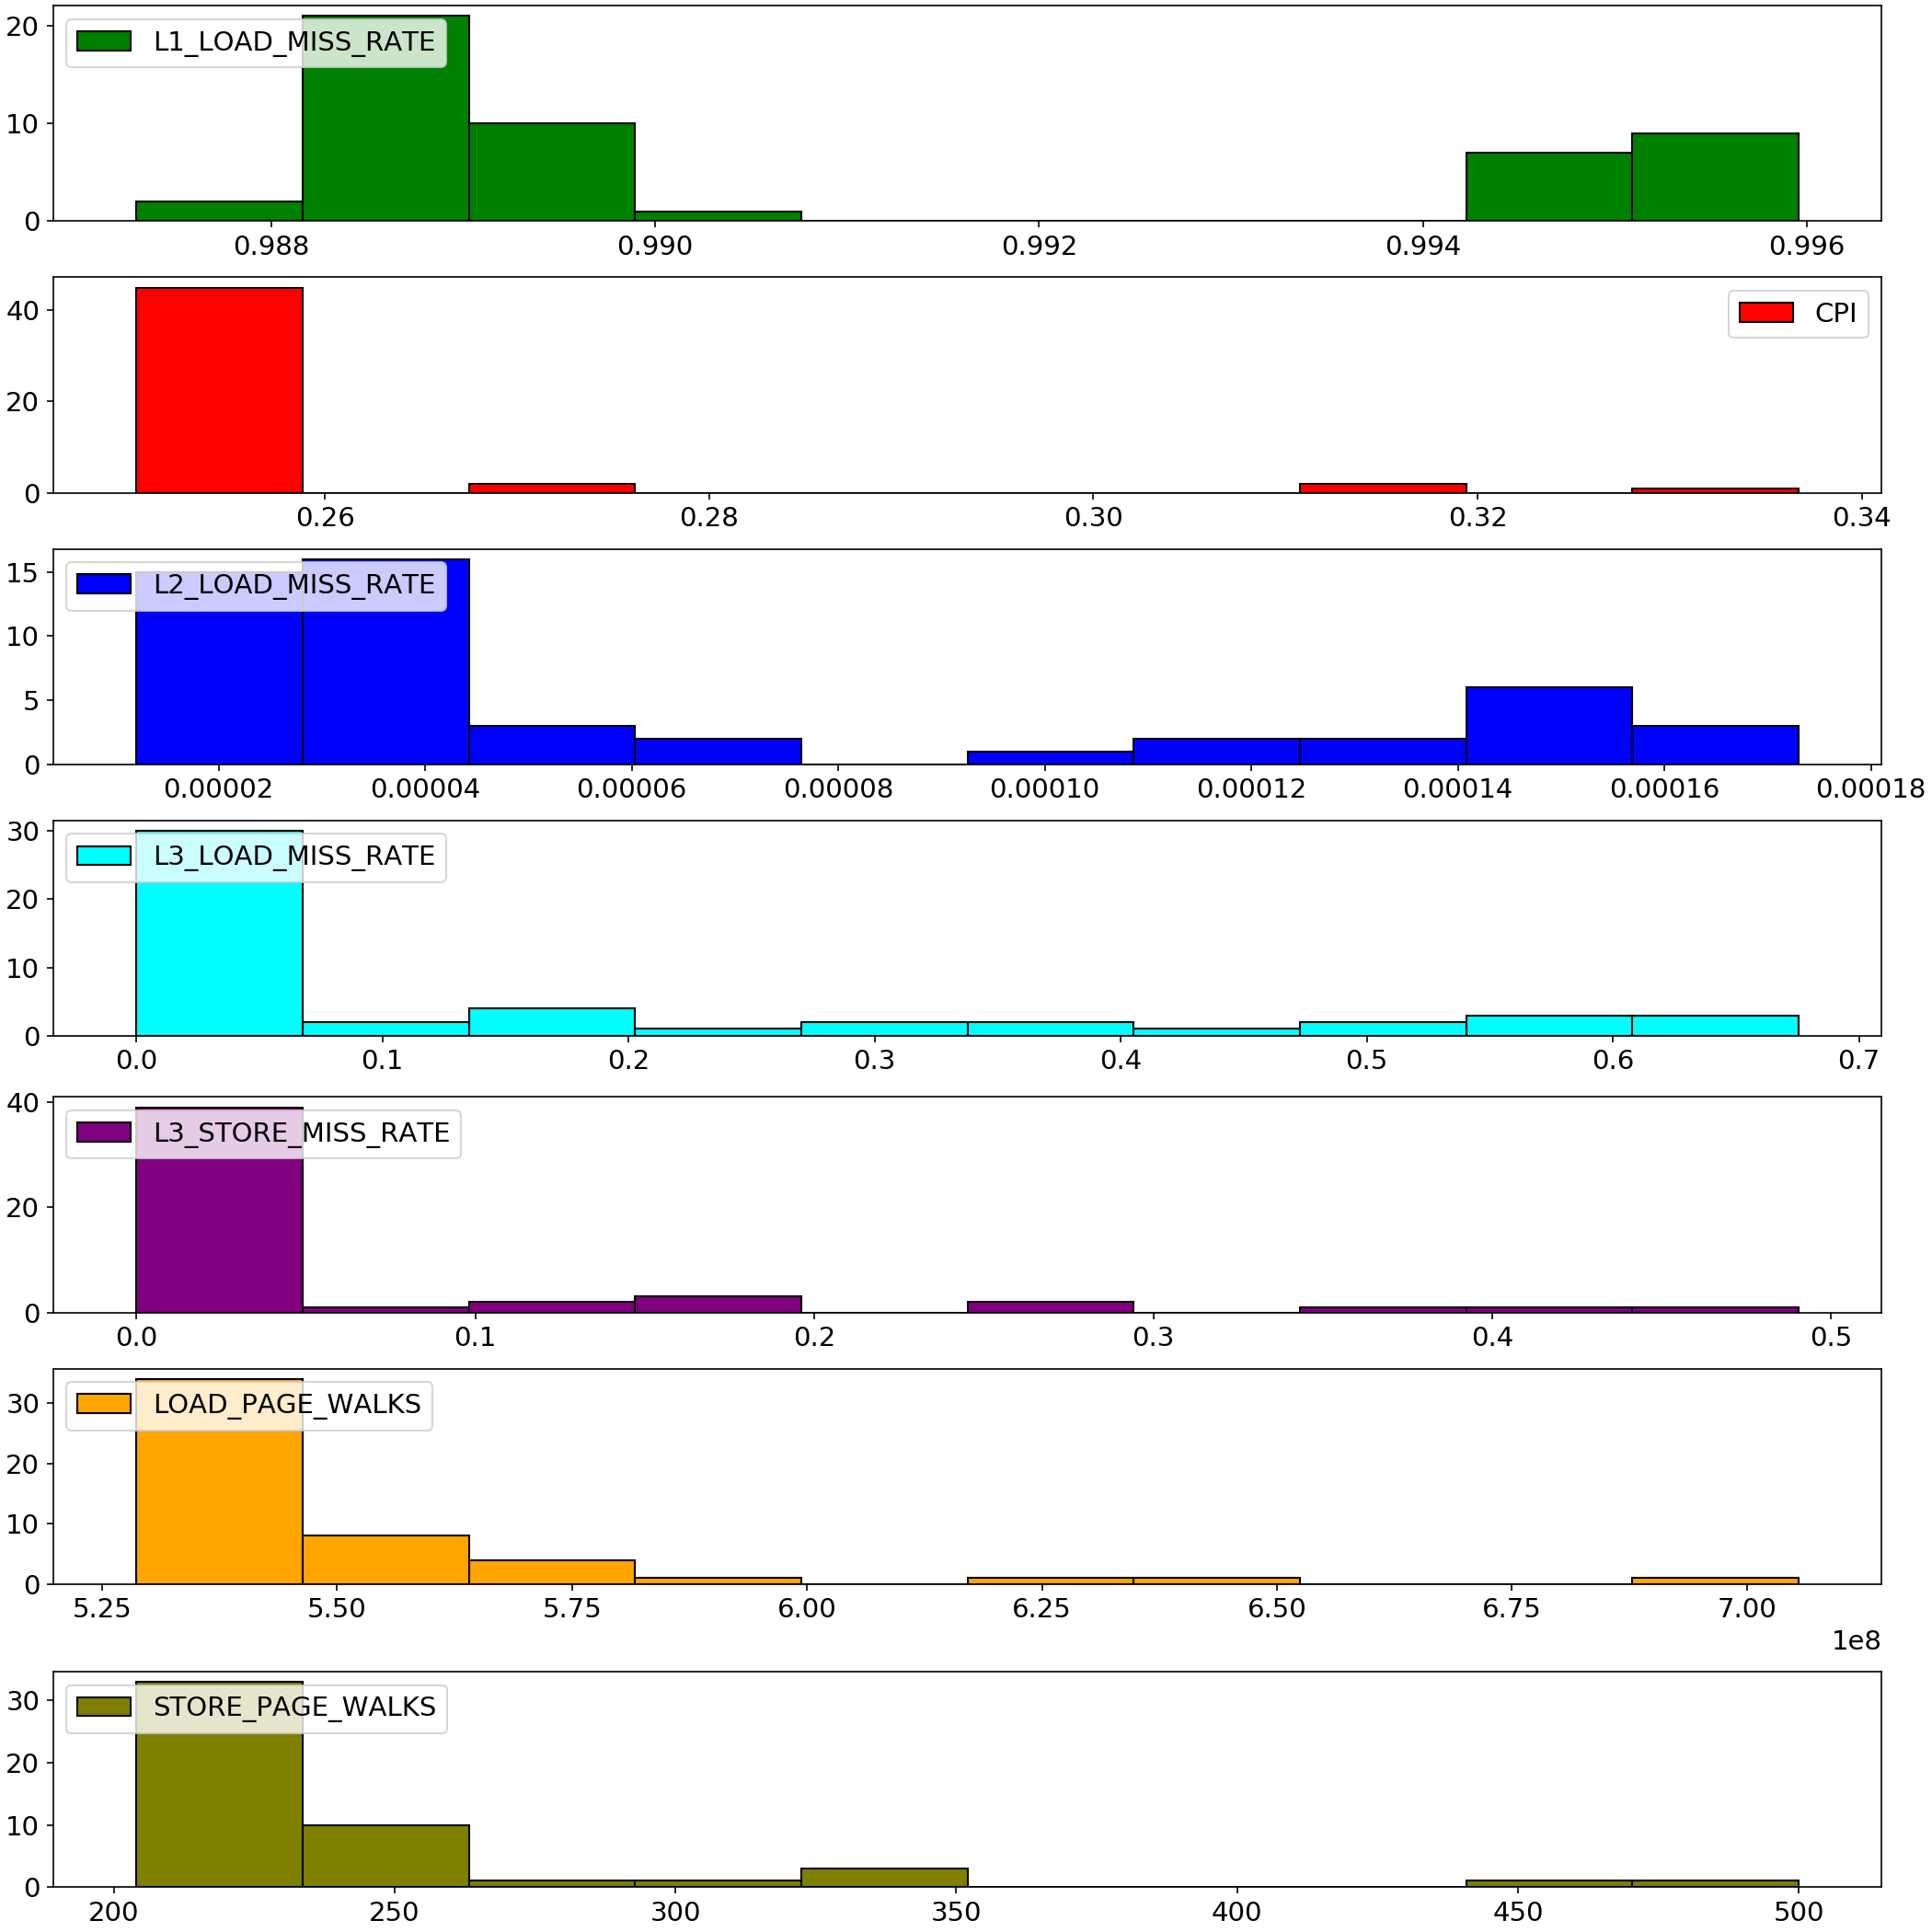 20
10
0
L1_LOAD_MISS_RATE
0.988 0.990 0.992 0.994 0.996
40
20
0
CPI
0.26 0.28 0.30 0.32 0.34
15
10
5
0
L2_LOAD_MISS_RATE
0.00002 0.00004 0.00006 0.00008 0.00010 0.00012 0.00014 0.00016 0.00018
30
20
10
0
L3_LOAD_MISS_RATE
0.0 0.1 0.2 0.3 0.4 0.5 0.6 0.7
40
20
0
L3_STORE_MISS_RATE
0.0 0.1 0.2 0.3 0.4 0.5
30
20
10
0
LOAD_PAGE_WALKS
5.25 5.50 5.75 6.00 6.25 6.50 6.75 7.00
1e8
30
20
10
0
STORE_PAGE_WALKS
200 250 300 350 400 450 500